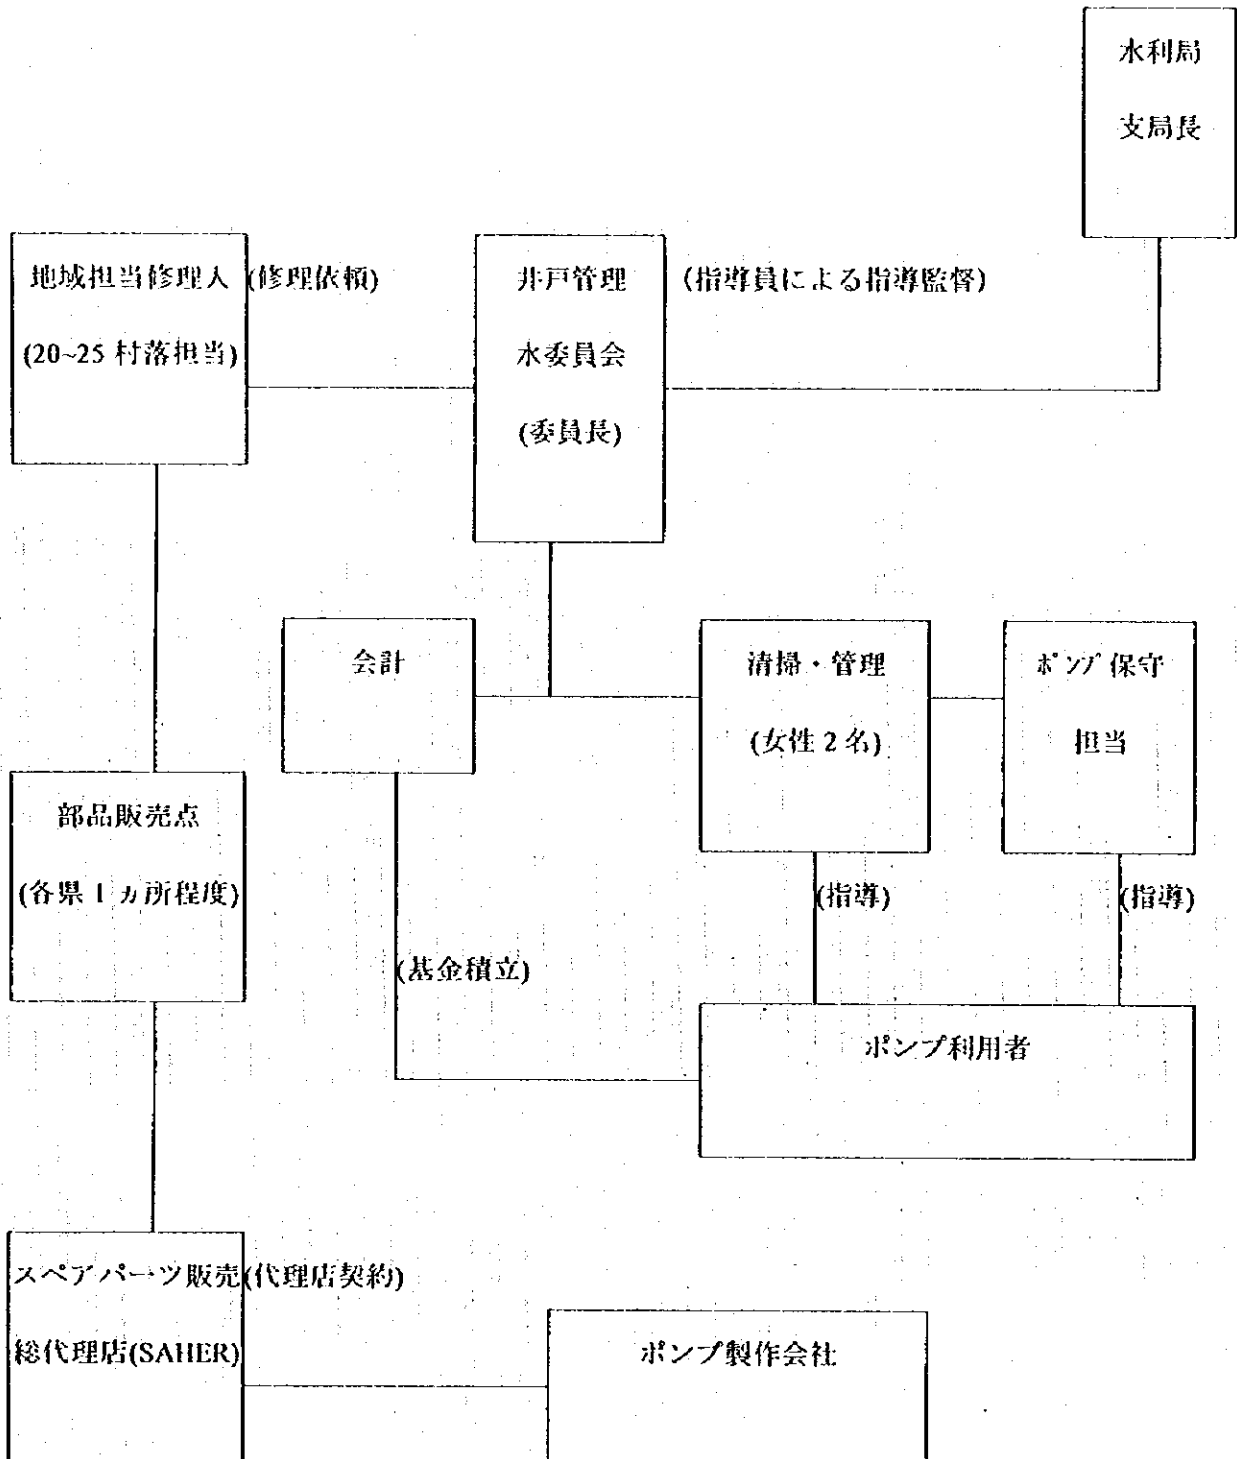 水利局
支局長
地域担当修理人 (修理依頼)
(20~25 村落担当)
井戸管理 (指導員による指導監督)
水委員会
(委員長)
会計
清掃・管理
(女性 2 名)
ﾎﾟﾝﾌﾟ 保守
担当
部品販売点
(各県 1 ヵ所程度)
(指導)
(指導)
(基金積立)
ポンプ利用者
スペアパーツ販売(代理店契約)
総代理店(SAHER)
ポンプ製作会社